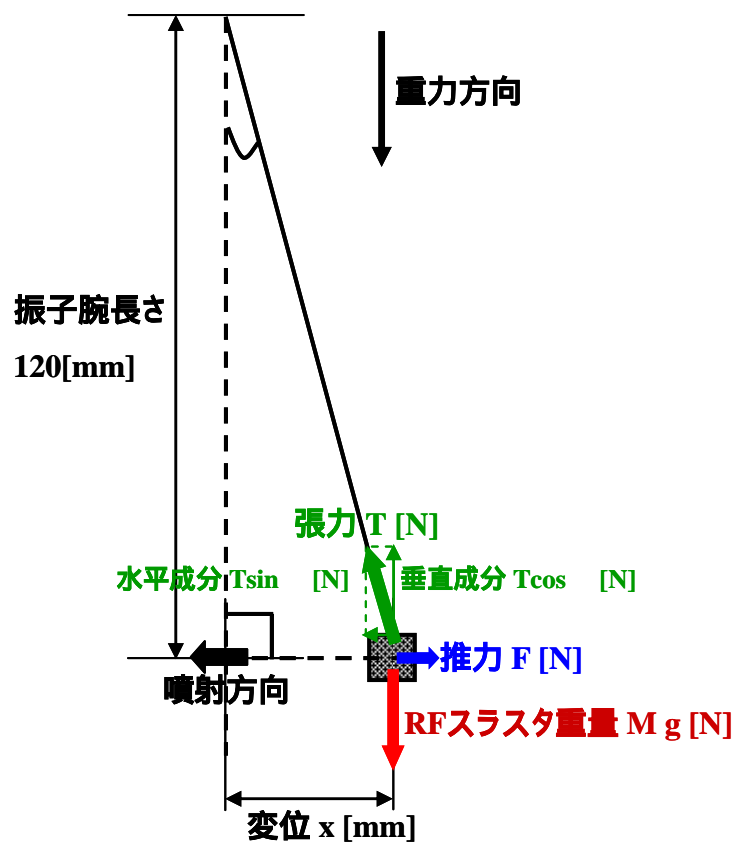 重力方向
振子腕長さ
120[mm]
張力 T [N]
水平成分 Tsin [N]
垂直成分 Tcos [N]
推力 F [N]
噴射方向
RFスラスタ重量 M g [N]
変位 x [mm]